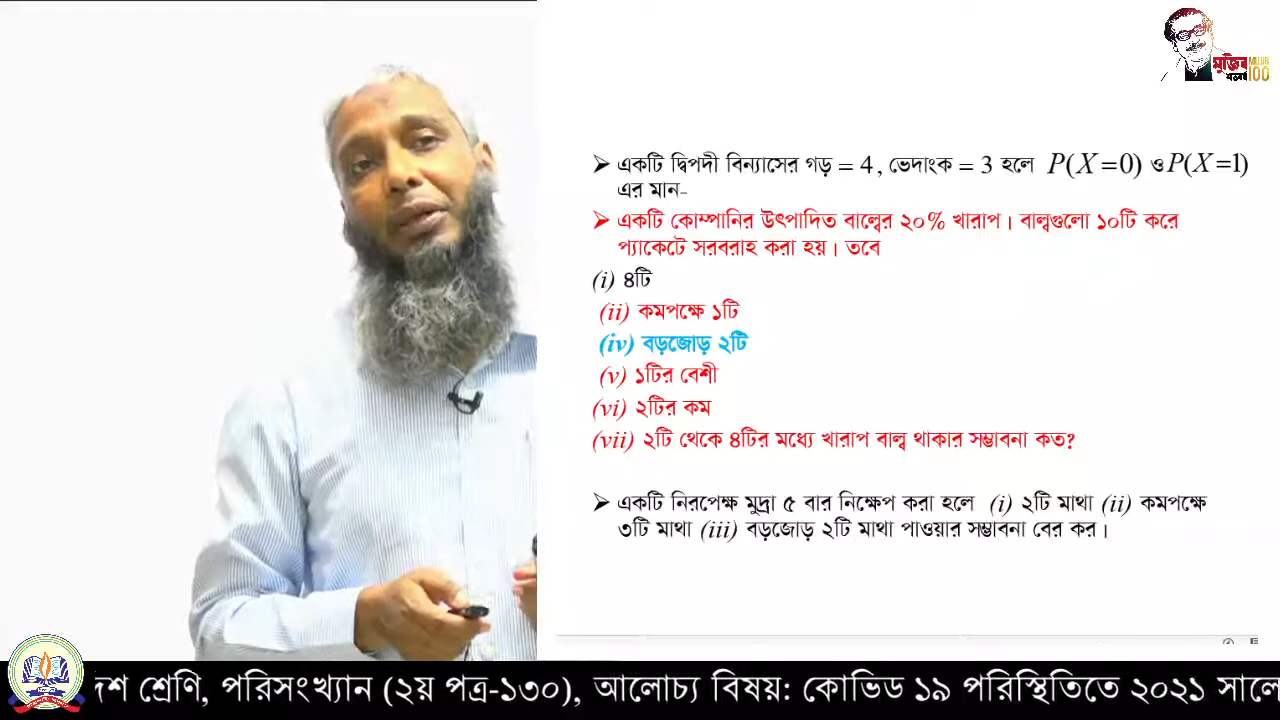 মুজিব
MUJIB
100
➢ একটি দ্বিপদী বিন্যাসের গড় = 4, ভেদাংক = 3 হলে P(X=0) ও P(X=1)
এর মান-
➢ একটি কোম্পানির উৎপাদিত বাল্বের ২০% খারাপ। বাল্বগুলো ১০টি করে
প্যাকেটে সরবরাহ করা হয়। তবে
(i) ৪টি
(ii) কমপক্ষে ১টি
(iv) বড়জোড় ২টি
(v) ১টির বেশী
(vi) ২টির কম
(vii) ২টি থেকে ৪টির মধ্যে খারাপ বাল্ব থাকার সম্ভাবনা কত?
➢ একটি নিরপেক্ষ মুদ্রা ৫ বার নিক্ষেপ করা হলে (i) ২টি মাথা (ii) কমপক্ষে
৩টি মাথা (iii) বড়জোড় ২টি মাথা পাওয়ার সম্ভাবনা বের কর।
দশ শ্রেণি, পরিসংখ্যান (২য় পত্র-১৩০), আলোচ্য বিষয়: কোভিড ১৯ পরিস্থিতিতে ২০২১ সালে